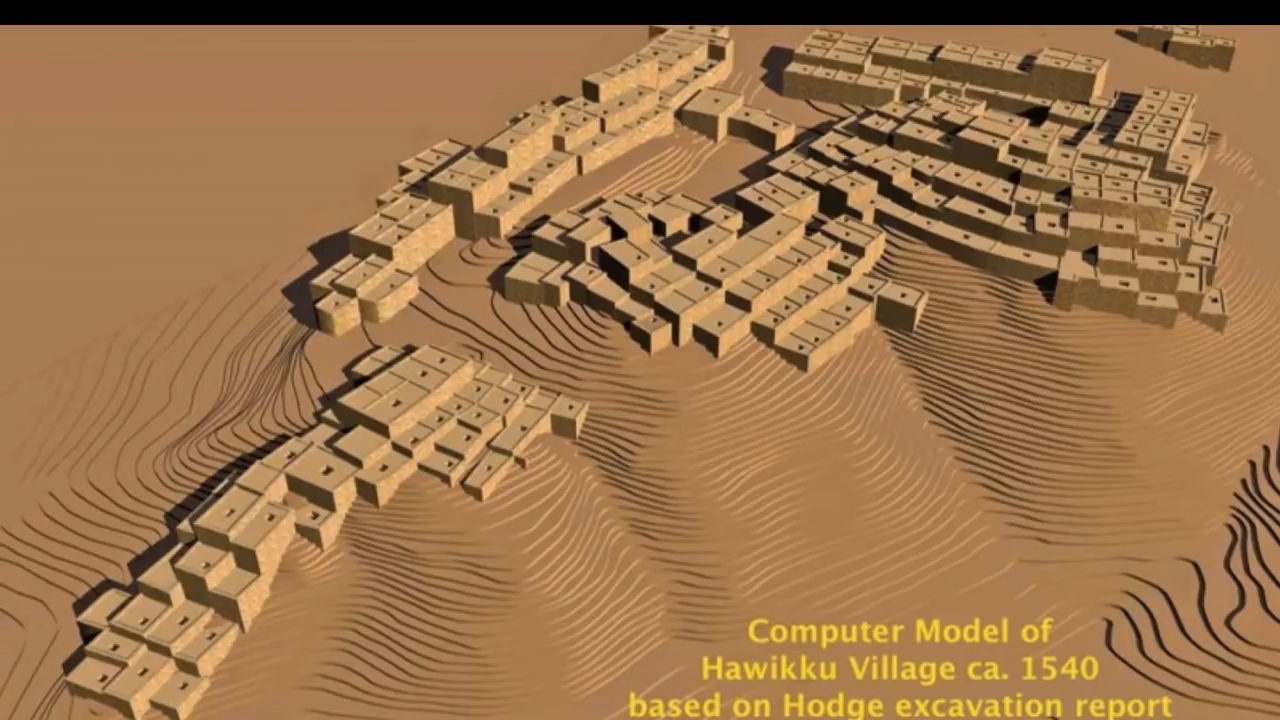 Computer Model of
Hawikku Village ca. 1540
based on Hodge excavation report